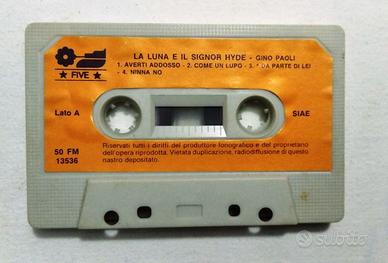 LA LUNA E IL SIGNOR HYDE - GINO PAOLI
1. AVERTI ADDOSSO - 2. COME UN LUPO - 3. * DA PARTE DI LEI
- 4. NINNA NO
★ FIVE ★
Lato A
SIAE
50 FM
13536
Riservati tutti i diritti del produttore fonografico e del proprietario
dell'opera riprodotta. Vietata duplicazione, radiodiffusione di questo
nastro depositato.
subito.it